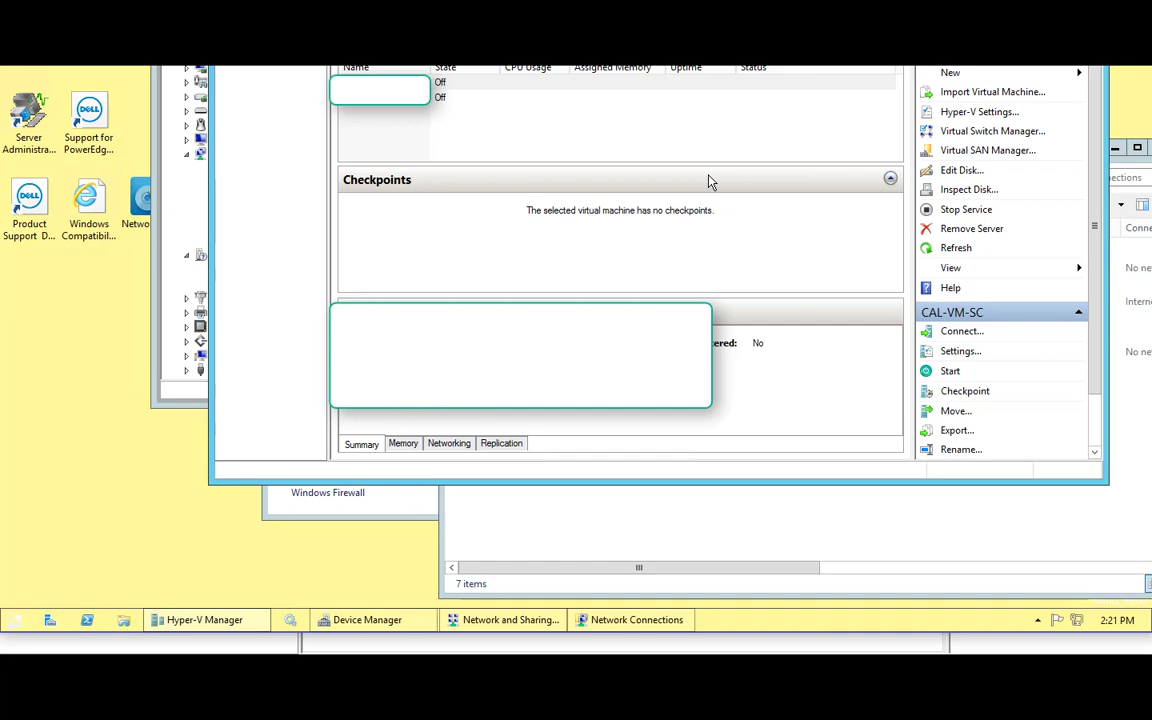 Name State CPU Usage Assigned Memory Uptime Status
Off
Off
Checkpoints
The selected virtual machine has no checkpoints.
tered: No
Summary Memory Networking Replication
New
Import Virtual Machine...
Hyper-V Settings...
Virtual Switch Manager...
Virtual SAN Manager...
Edit Disk...
Inspect Disk...
Stop Service
Remove Server
Refresh
View
Help
CAL-VM-SC
Connect...
Settings...
Start
Checkpoint
Move...
Export...
Rename...
Server
Administra...
Support for
PowerEdg...
DELL
DELL
Product
Support D...
Windows
Compatibil...
Netwo
ections
Conne
No ne
Intern
No ne
Windows Firewall
7 items
Hyper-V Manager
Device Manager
Network and Sharing...
Network Connections
2:21 PM